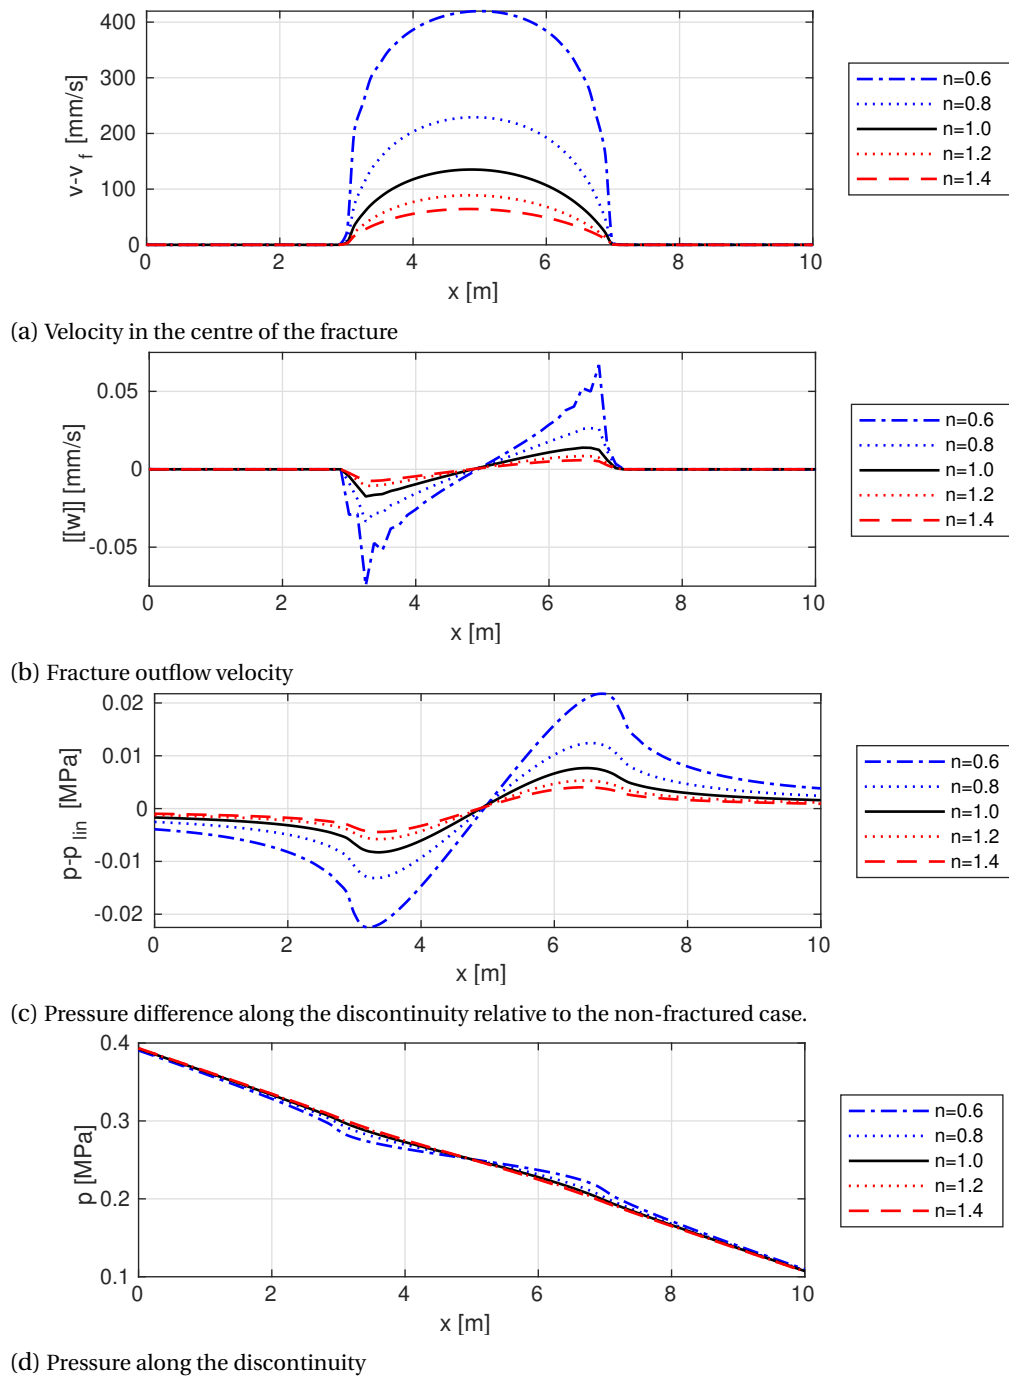 400
300
200
100
0
v-v f [mm/s]
0 2 4 6 8 10
x [m]
n=0.6
n=0.8
n=1.0
n=1.2
n=1.4
(a) Velocity in the centre of the fracture
0.05
0
-0.05
[[w]] [mm/s]
0 2 4 6 8 10
x [m]
n=0.6
n=0.8
n=1.0
n=1.2
n=1.4
(b) Fracture outflow velocity
0.02
0.01
0
-0.01
-0.02
p-p lin [MPa]
0 2 4 6 8 10
x [m]
n=0.6
n=0.8
n=1.0
n=1.2
n=1.4
(c) Pressure difference along the discontinuity relative to the non-fractured case.
0.4
0.3
0.2
0.1
p [MPa]
0 2 4 6 8 10
x [m]
n=0.6
n=0.8
n=1.0
n=1.2
n=1.4
(d) Pressure along the discontinuity